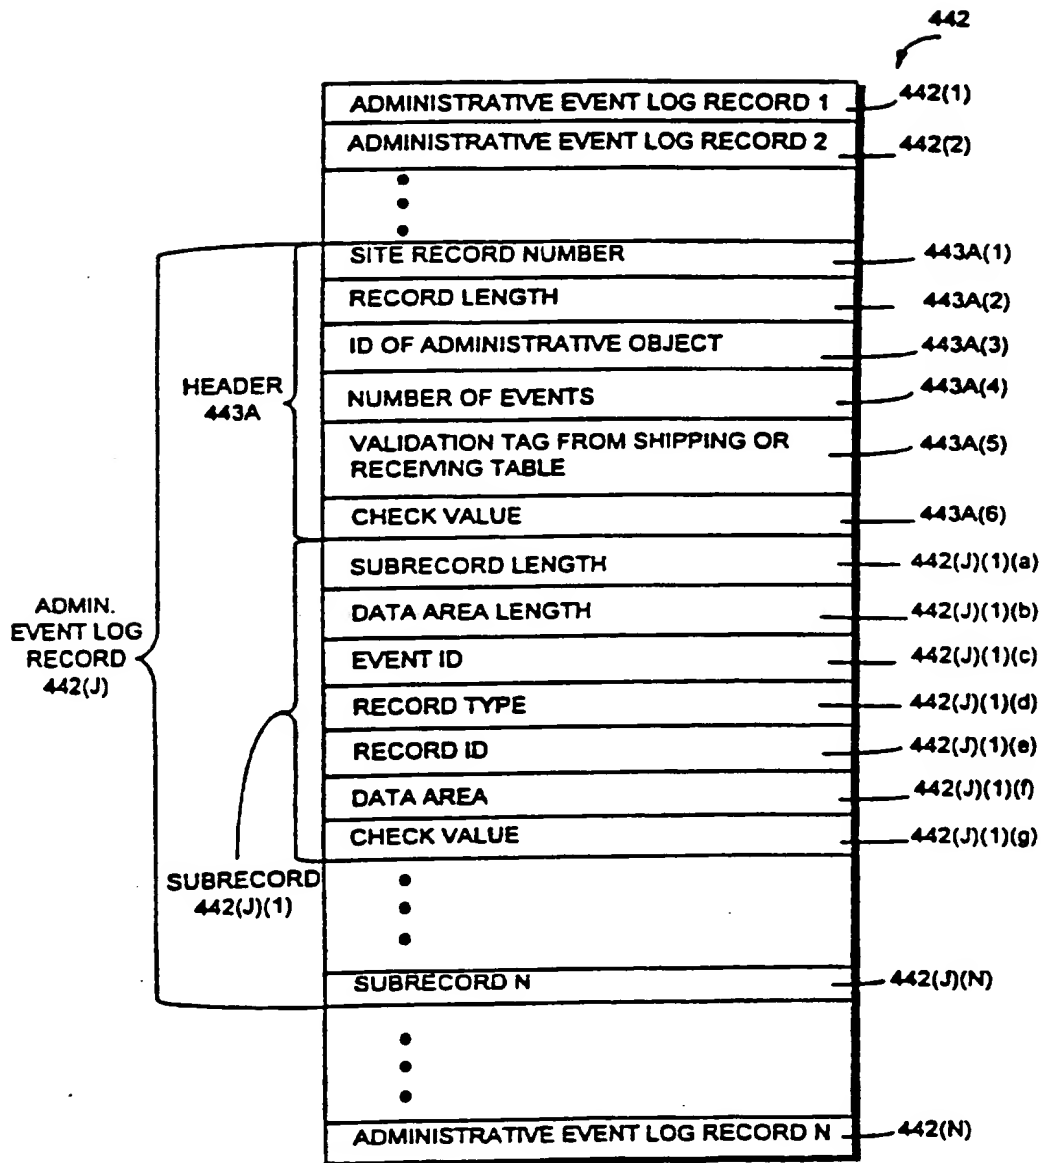 442
ADMINISTRATIVE EVENT LOG RECORD 1 442(1)
ADMINISTRATIVE EVENT LOG RECORD 2 442(2)
SITE RECORD NUMBER 443A(1)
RECORD LENGTH 443A(2)
ID OF ADMINISTRATIVE OBJECT 443A(3)
HEADER
443A
NUMBER OF EVENTS 443A(4)
VALIDATION TAG FROM SHIPPING OR
RECEIVING TABLE 443A(5)
CHECK VALUE 443A(6)
SUBRECORD LENGTH 442(J)(1)(a)
DATA AREA LENGTH 442(J)(1)(b)
ADMIN.
EVENT LOG
RECORD
442(J)
EVENT ID 442(J)(1)(c)
RECORD TYPE 442(J)(1)(d)
RECORD ID 442(J)(1)(e)
DATA AREA 442(J)(1)(f)
CHECK VALUE 442(J)(1)(g)
SUBRECORD
442(J)(1)
SUBRECORD N 442(J)(N)
ADMINISTRATIVE EVENT LOG RECORD N 442(N)